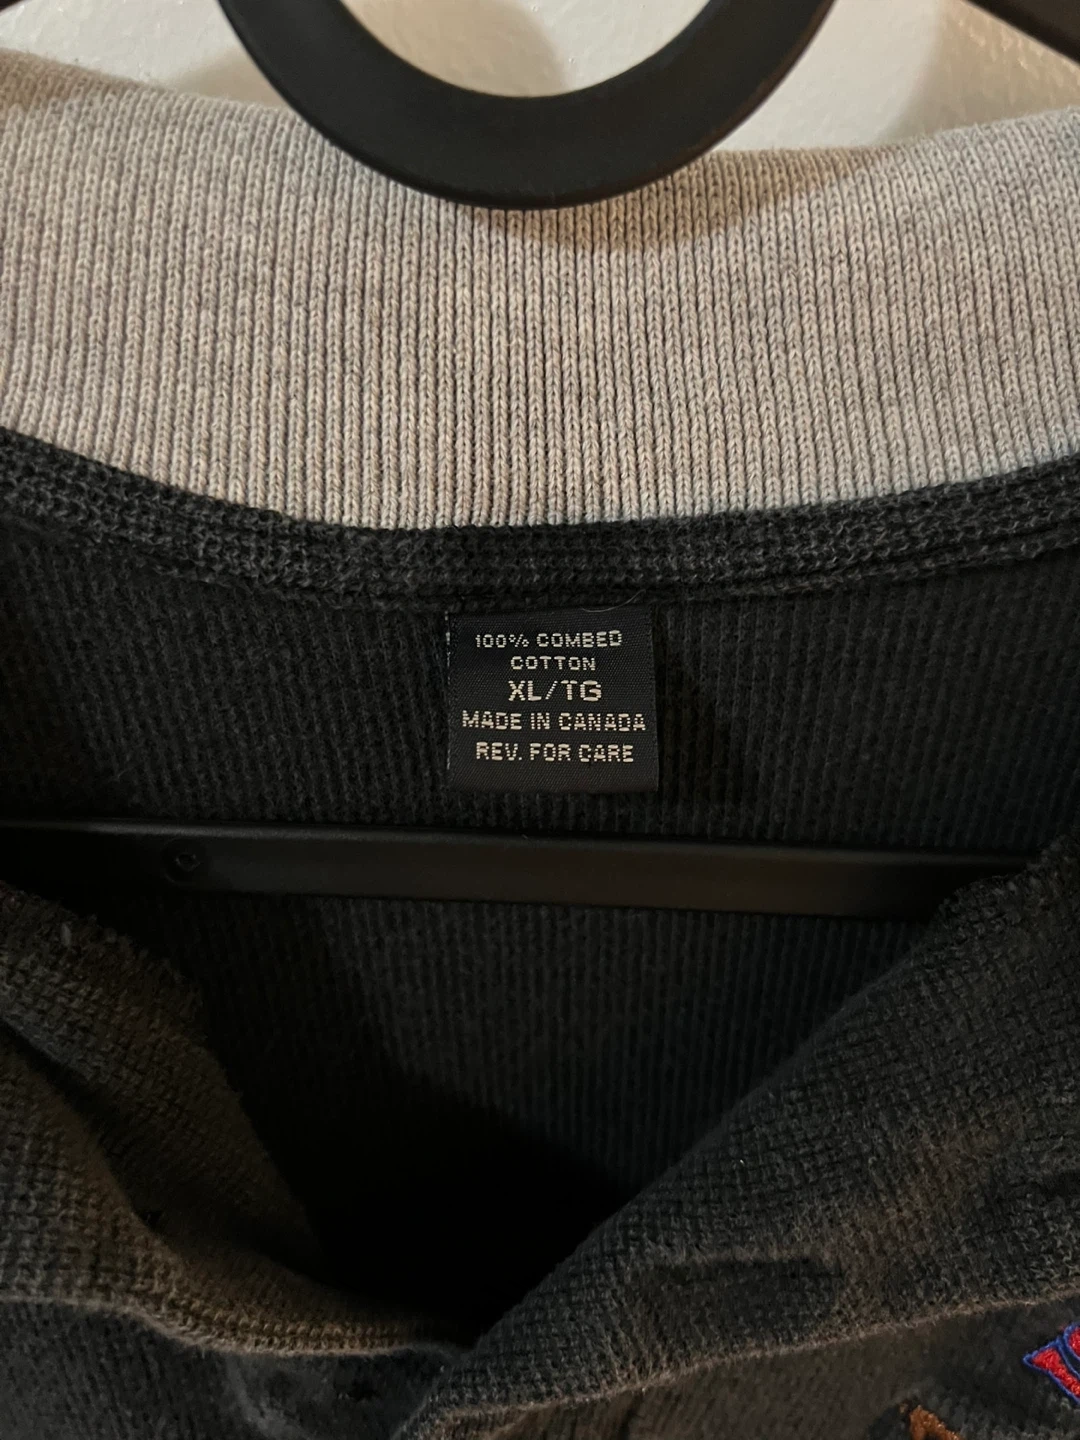 100% COMBED
COTTON
XL/TG
MADE IN CANADA
REV. FOR CARE